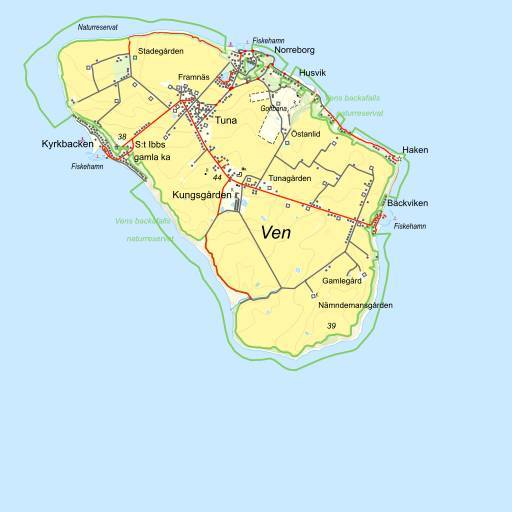 Naturreservat
Fiskehamn
Norreborg
Stadegården
Framnäs
Husvik
Vens backafalls
naturreservat
Golfbana
Tuna
Östanlid
38
Kyrkbacken
S:t Ibbs
gamla ka
Haken
Fiskehamn
44
Tunagården
Kungsgården
Bäckviken
Vens backafalls
naturreservat
Ven
Fiskehamn
Gamlegård
Nämndemansgården
39